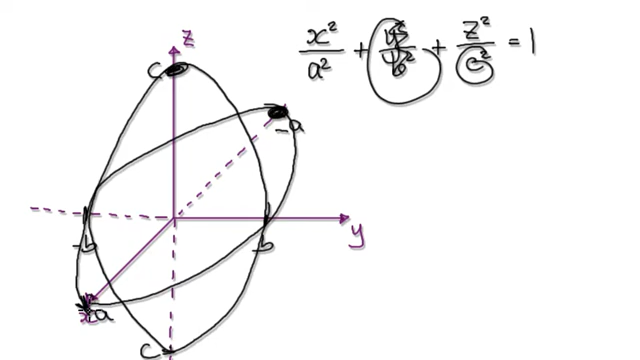 x²/a² + y²/b² + z²/c² = 1
z
c
-a
-b
b
y
x
a
c